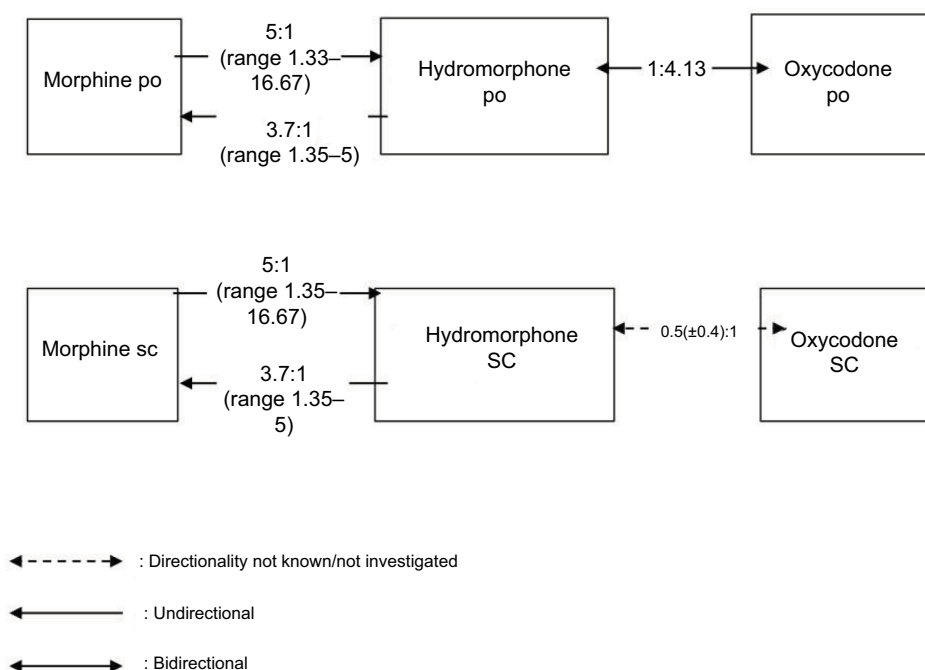 5:1
(range 1.33–
16.67)
Morphine po
3.7:1
(range 1.35–5)
Hydromorphone
po
1:4.13
Oxycodone
po
5:1
(range 1.35–
16.67)
Morphine sc
3.7:1
(range 1.35–
5)
Hydromorphone
SC
0.5(±0.4):1
Oxycodone
SC
: Directionality not known/not investigated
: Undirectional
: Bidirectional